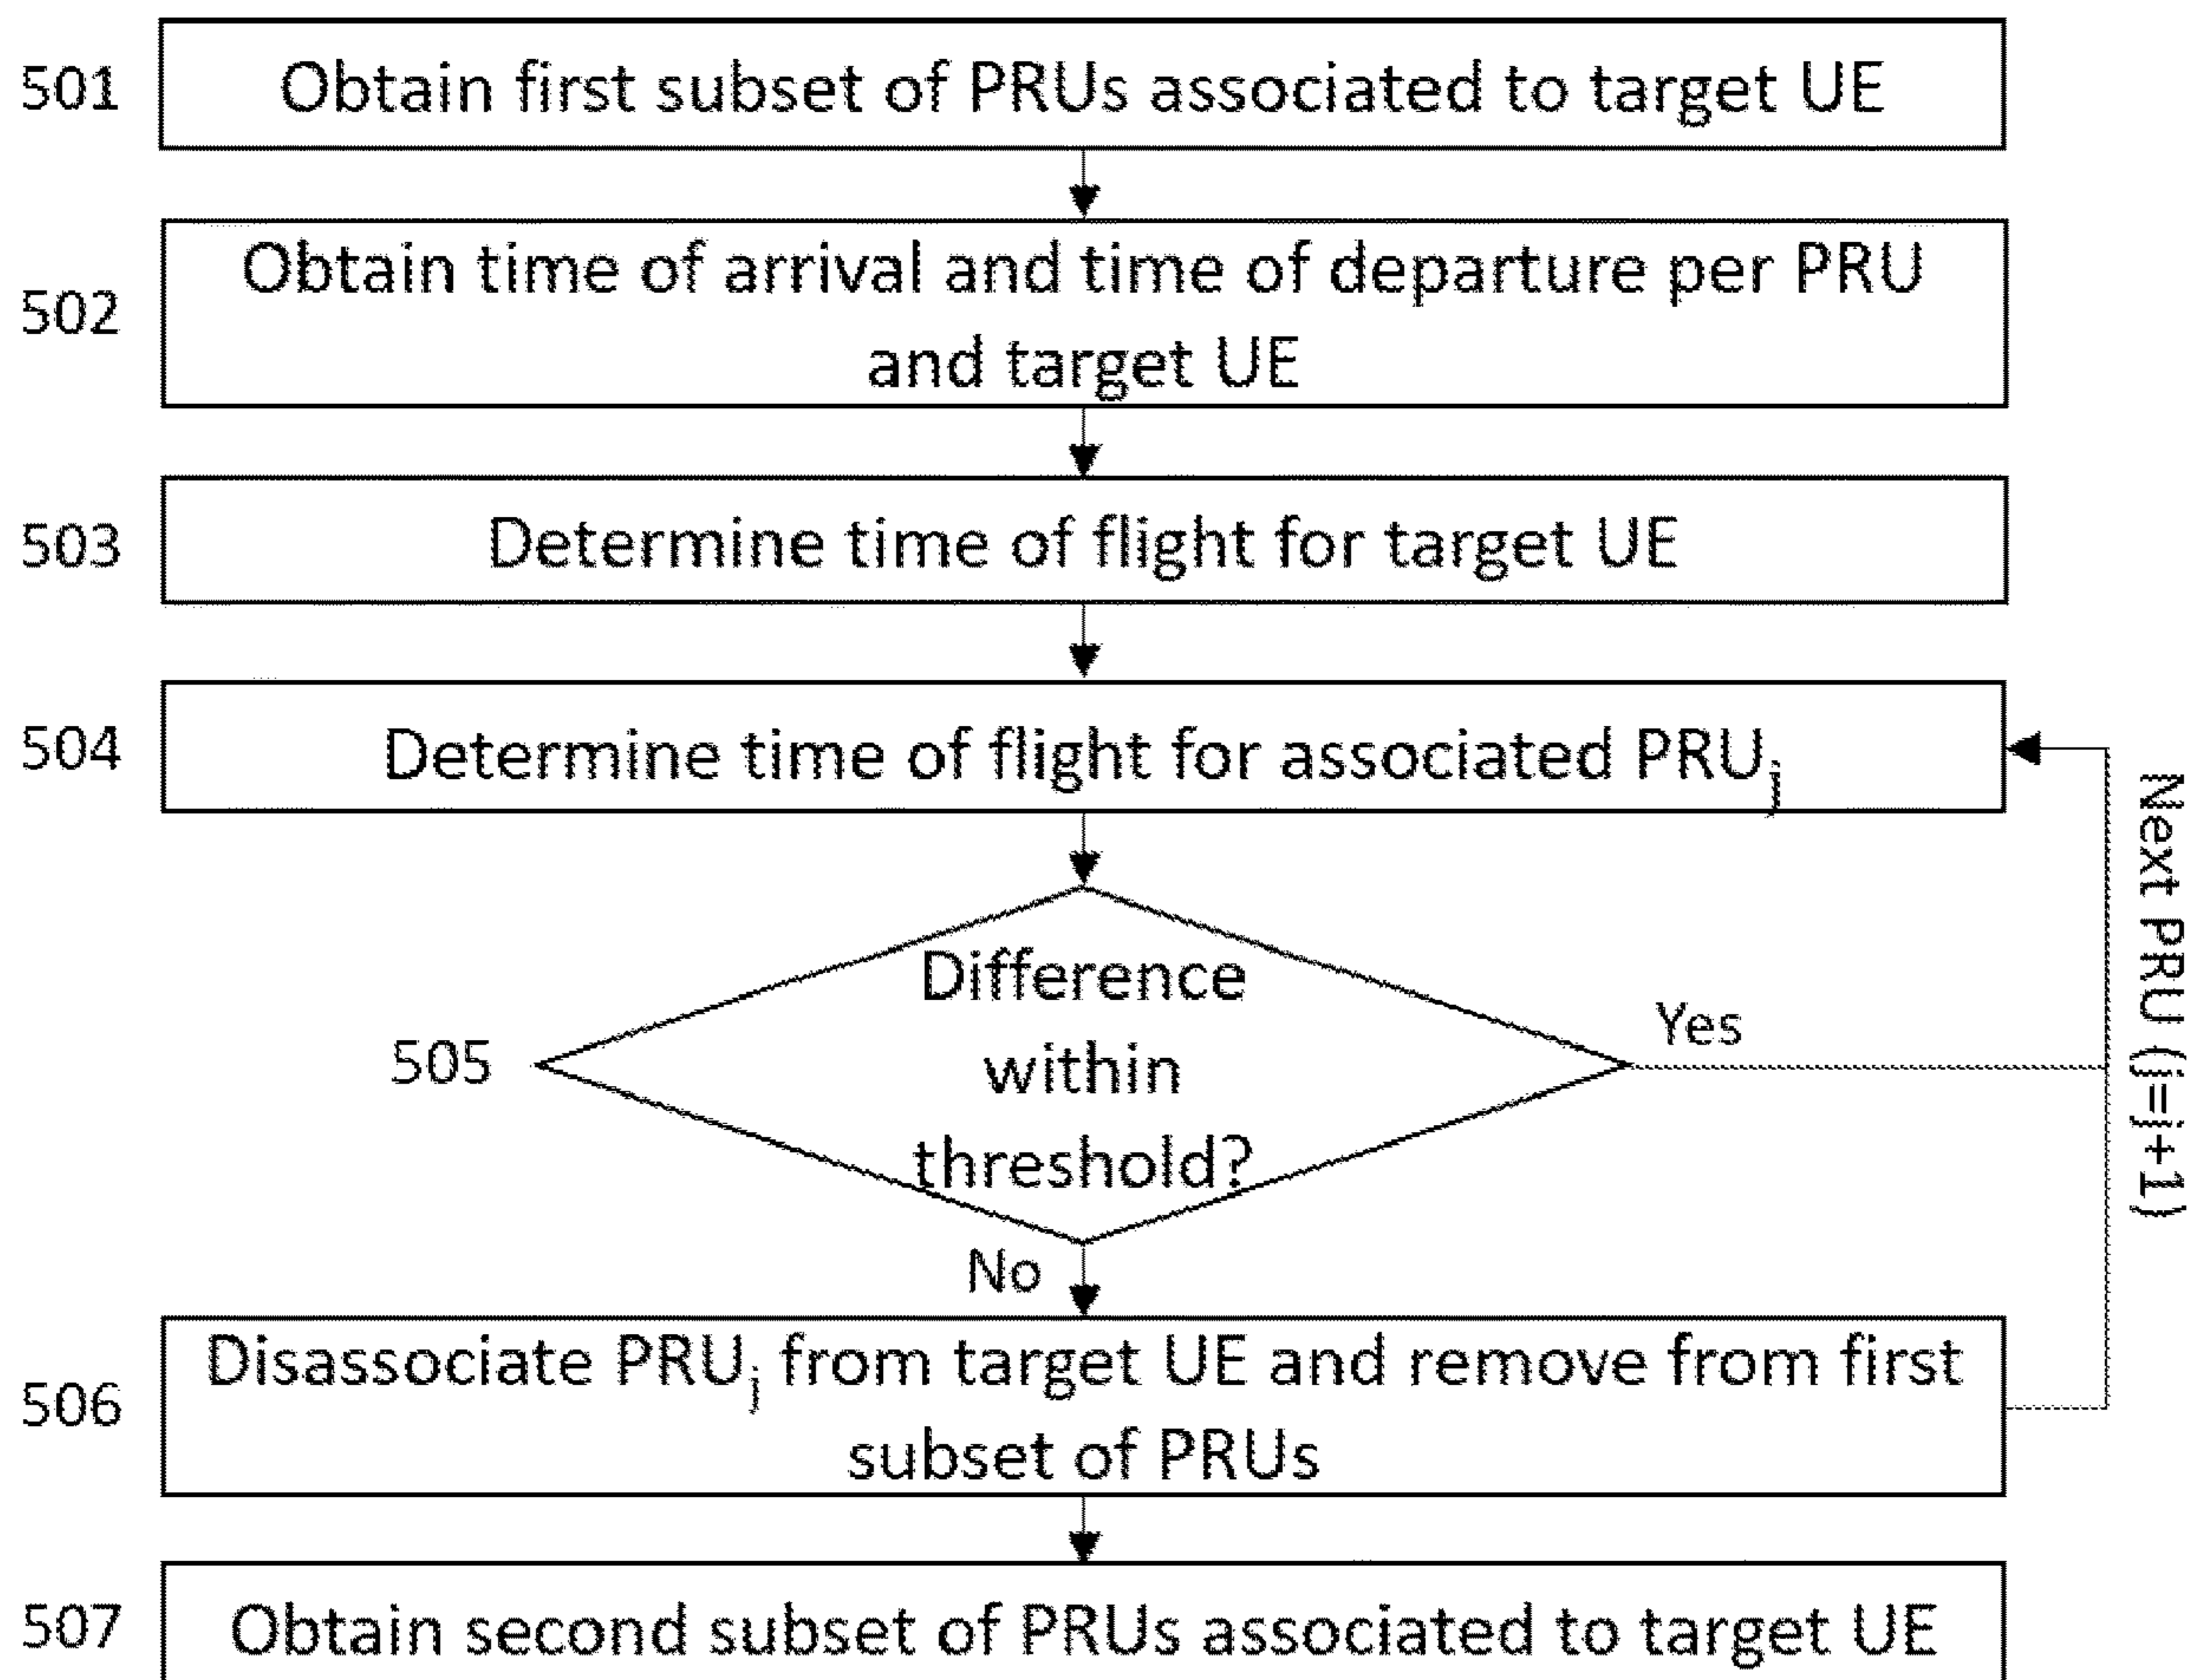 501
Obtain first subset of PRUs associated to target UE
502
Obtain time of arrival and time of departure per PRU
and target UE
503
Determine time of flight for target UE
504
Determine time of flight for associated PRUj
Next PRU (j=j+1)
505
Difference
within
threshold?
Yes
No
506
Disassociate PRUj from target UE and remove from first
subset of PRUs
507
Obtain second subset of PRUs associated to target UE